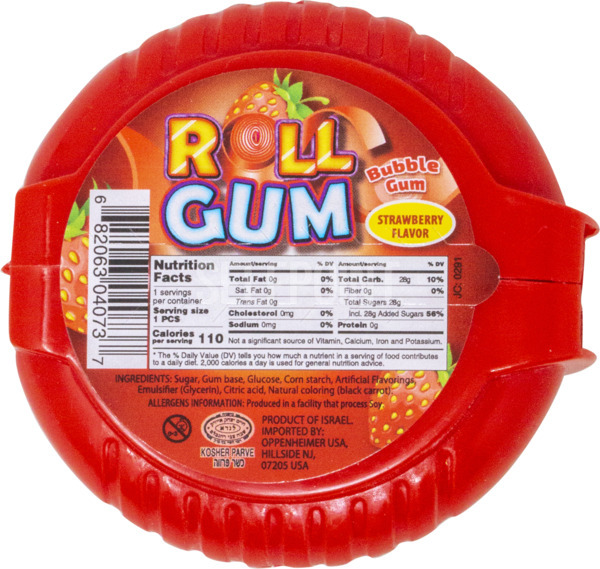 ROLL
GUM
Bubble
Gum
STRAWBERRY
FLAVOR
6 82063 04073 7
Nutrition
Facts
1 servings
per container
Serving size
1 PCS
Calories
per serving 110
Amount/serving % DV
Total Fat 0g 0%
Sat. Fat 0g 0%
Trans Fat 0g
Cholesterol 0mg 0%
Sodium 0mg 0%
Amount/serving % DV
Total Carb. 28g 10%
Fiber 0g 0%
Total Sugars 28g
Incl. 28g Added Sugars 56%
Protein 0g
Not a significant source of Vitamin, Calcium, Iron and Potassium.
* The % Daily Value (DV) tells you how much a nutrient in a serving of food contributes
to a daily diet. 2,000 calories a day is used for general nutrition advice.
JC: 0291
INGREDIENTS: Sugar, Gum base, Glucose, Corn starch, Artificial Flavorings,
Emulsifier (Glycerin), Citric acid, Natural coloring (black carrot).
ALLERGENS INFORMATION: Produced in a facility that process Soy
KOSHER PARVE
כשר פרווה
PRODUCT OF ISRAEL.
IMPORTED BY:
OPPENHEIMER USA,
HILLSIDE NJ,
07205 USA